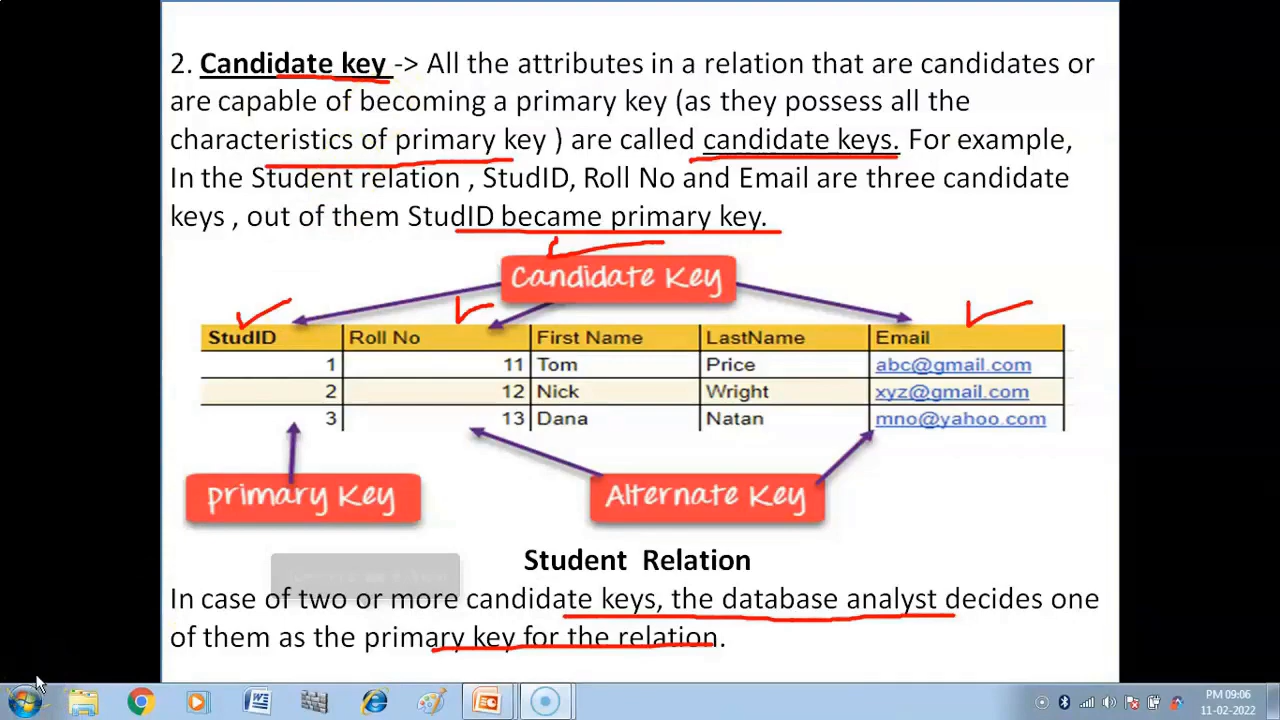 2. Candidate key -> All the attributes in a relation that are candidates or
are capable of becoming a primary key (as they possess all the
characteristics of primary key ) are called candidate keys. For example,
In the Student relation , StudID, Roll No and Email are three candidate
keys , out of them StudID became primary key.
Candidate Key
StudID Roll No First Name LastName Email
1 11 Tom Price abc@gmail.com
2 12 Nick Wright xyz@gmail.com
3 13 Dana Natan mno@yahoo.com
Primary Key Alternate Key
Student Relation
In case of two or more candidate keys, the database analyst decides one
of them as the primary key for the relation.
PM 09:06
11-02-2022